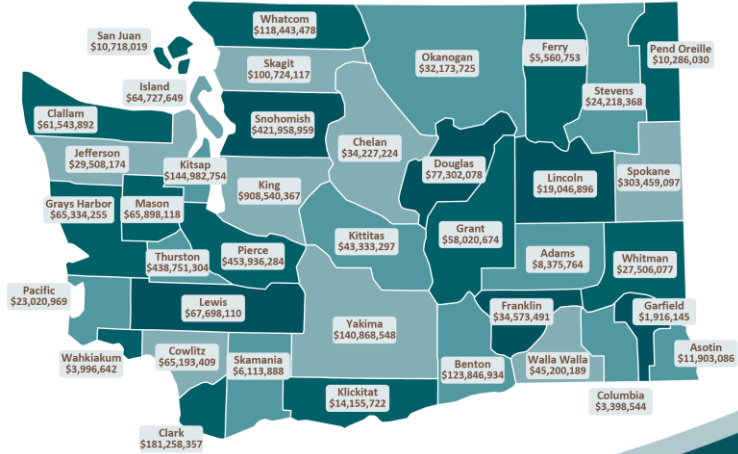 Whatcom
$118,443,478
San Juan
$10,718,019
Skagit
$100,724,117
Okanogan
$32,173,725
Ferry
$5,560,753
Pend Oreille
$10,286,030
Island
$64,727,649
Stevens
$24,218,368
Clallam
$61,543,892
Snohomish
$421,958,959
Chelan
$34,227,224
Jefferson
$29,508,174
Kitsap
$144,982,754
Douglas
$77,302,078
Lincoln
$19,046,896
Spokane
$303,459,097
King
$908,540,367
Grays Harbor
$65,334,255
Mason
$65,898,118
Kittitas
$43,333,297
Grant
$58,020,674
Thurston
$438,751,304
Pierce
$453,936,284
Adams
$8,375,764
Whitman
$27,506,077
Pacific
$23,020,969
Lewis
$67,698,110
Yakima
$140,868,548
Franklin
$34,573,491
Garfield
$1,916,145
Wahkiakum
$3,996,642
Cowlitz
$65,193,409
Skamania
$6,113,888
Benton
$123,846,934
Walla Walla
$45,200,189
Asotin
$11,903,086
Klickitat
$14,155,722
Columbia
$3,398,544
Clark
$181,258,357